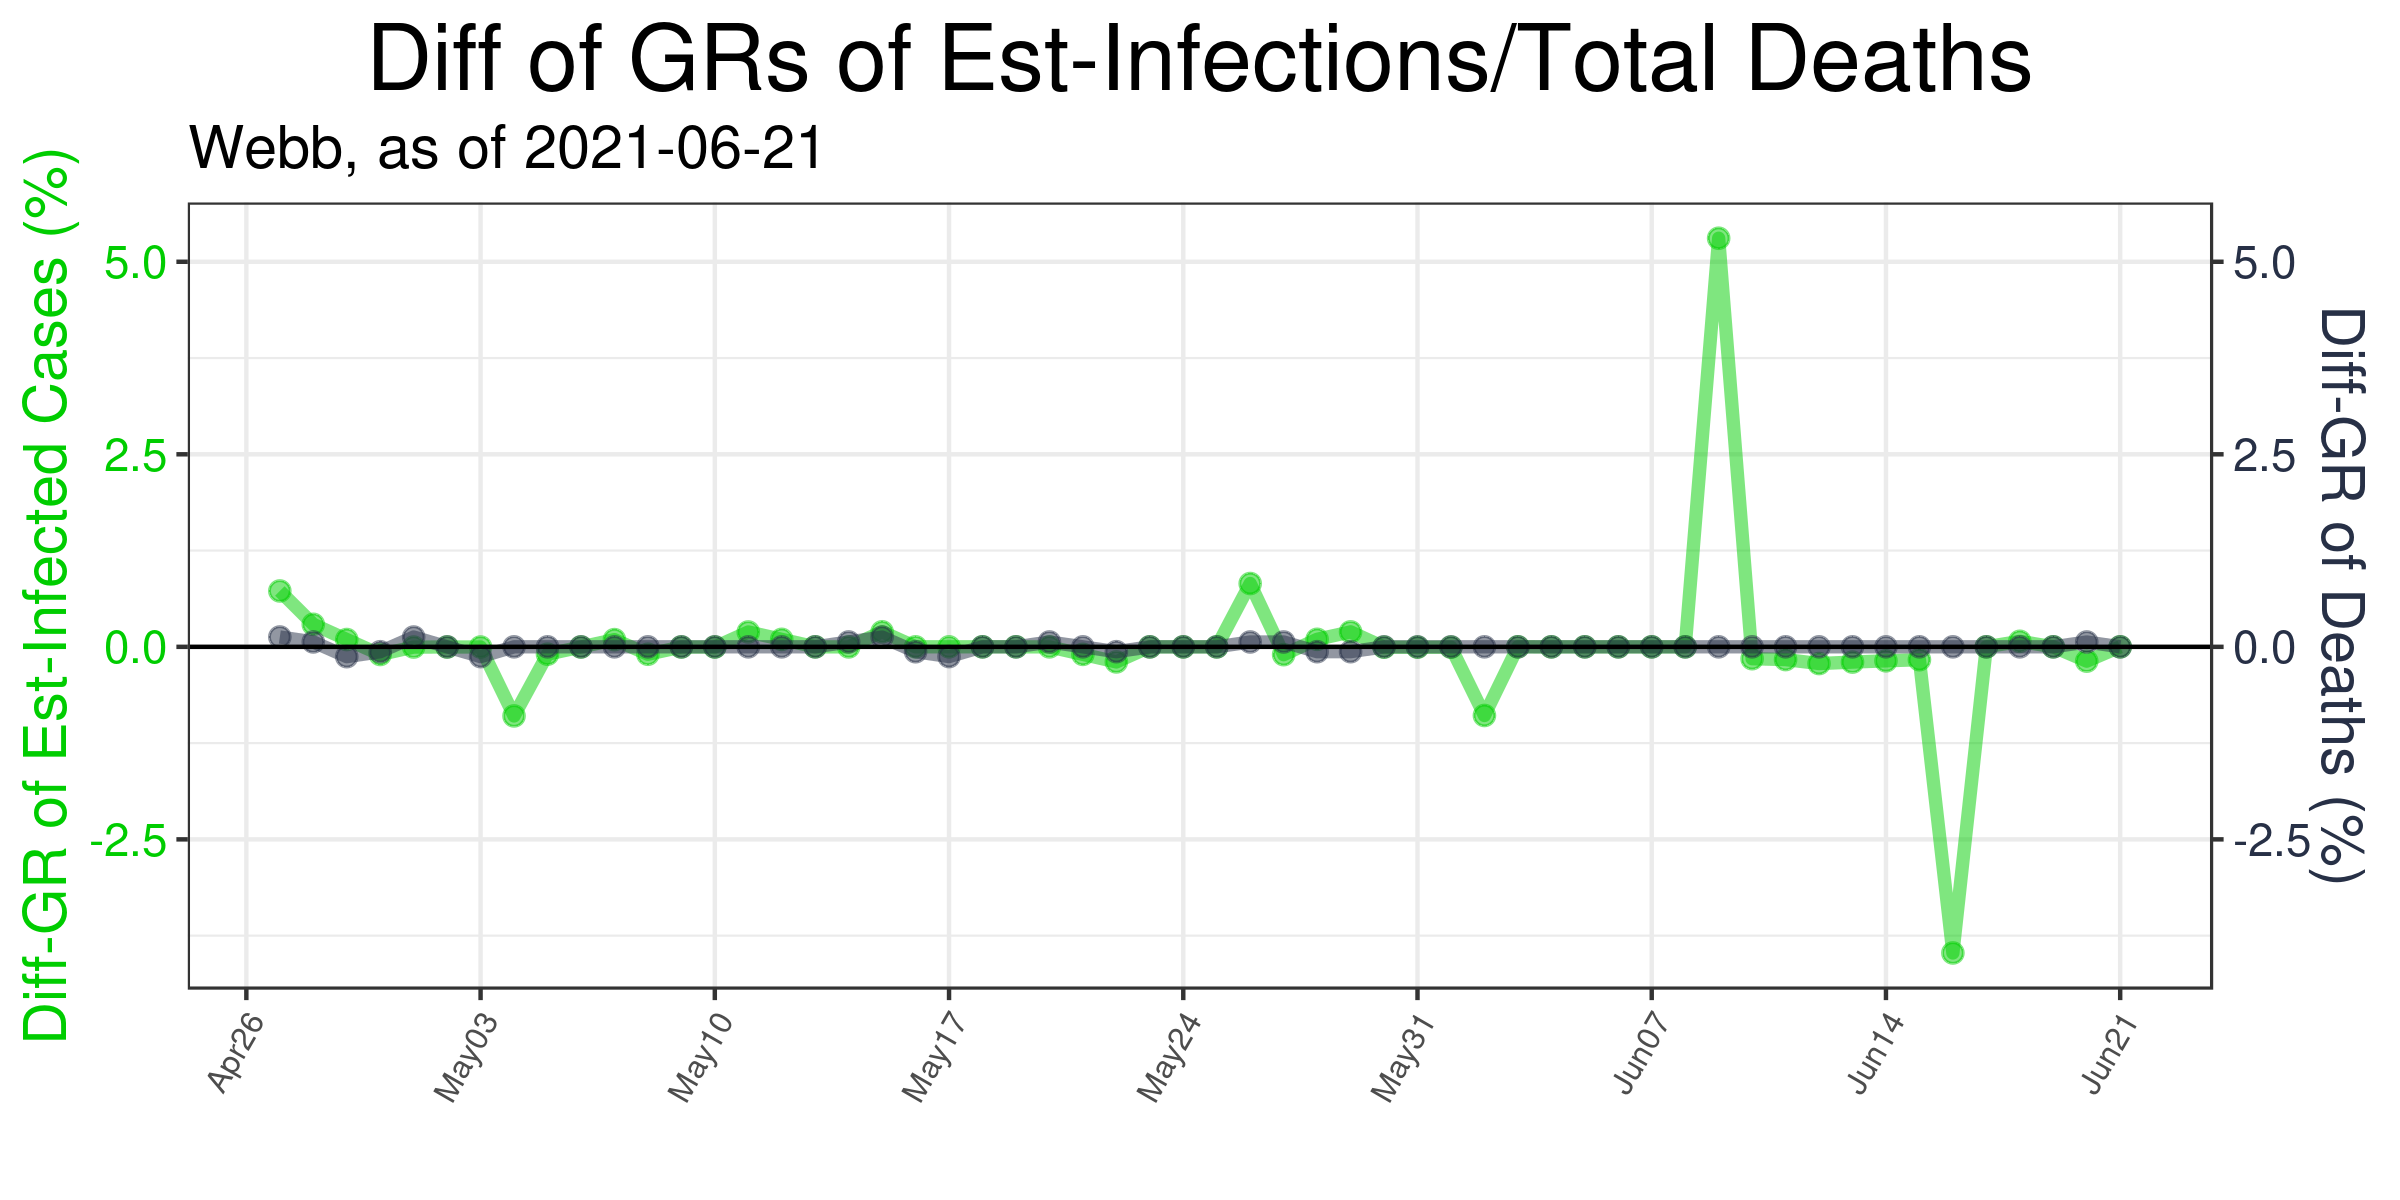 Diff of GRs of Est-Infections/Total Deaths
Webb, as of 2021-06-21
Diff-GR of Est-Infected Cases (%)
5.0
2.5
0.0
-2.5
5.0
2.5
0.0
-2.5
Diff-GR of Deaths (%)
Apr26
May03
May10
May17
May24
May31
Jun07
Jun14
Jun21